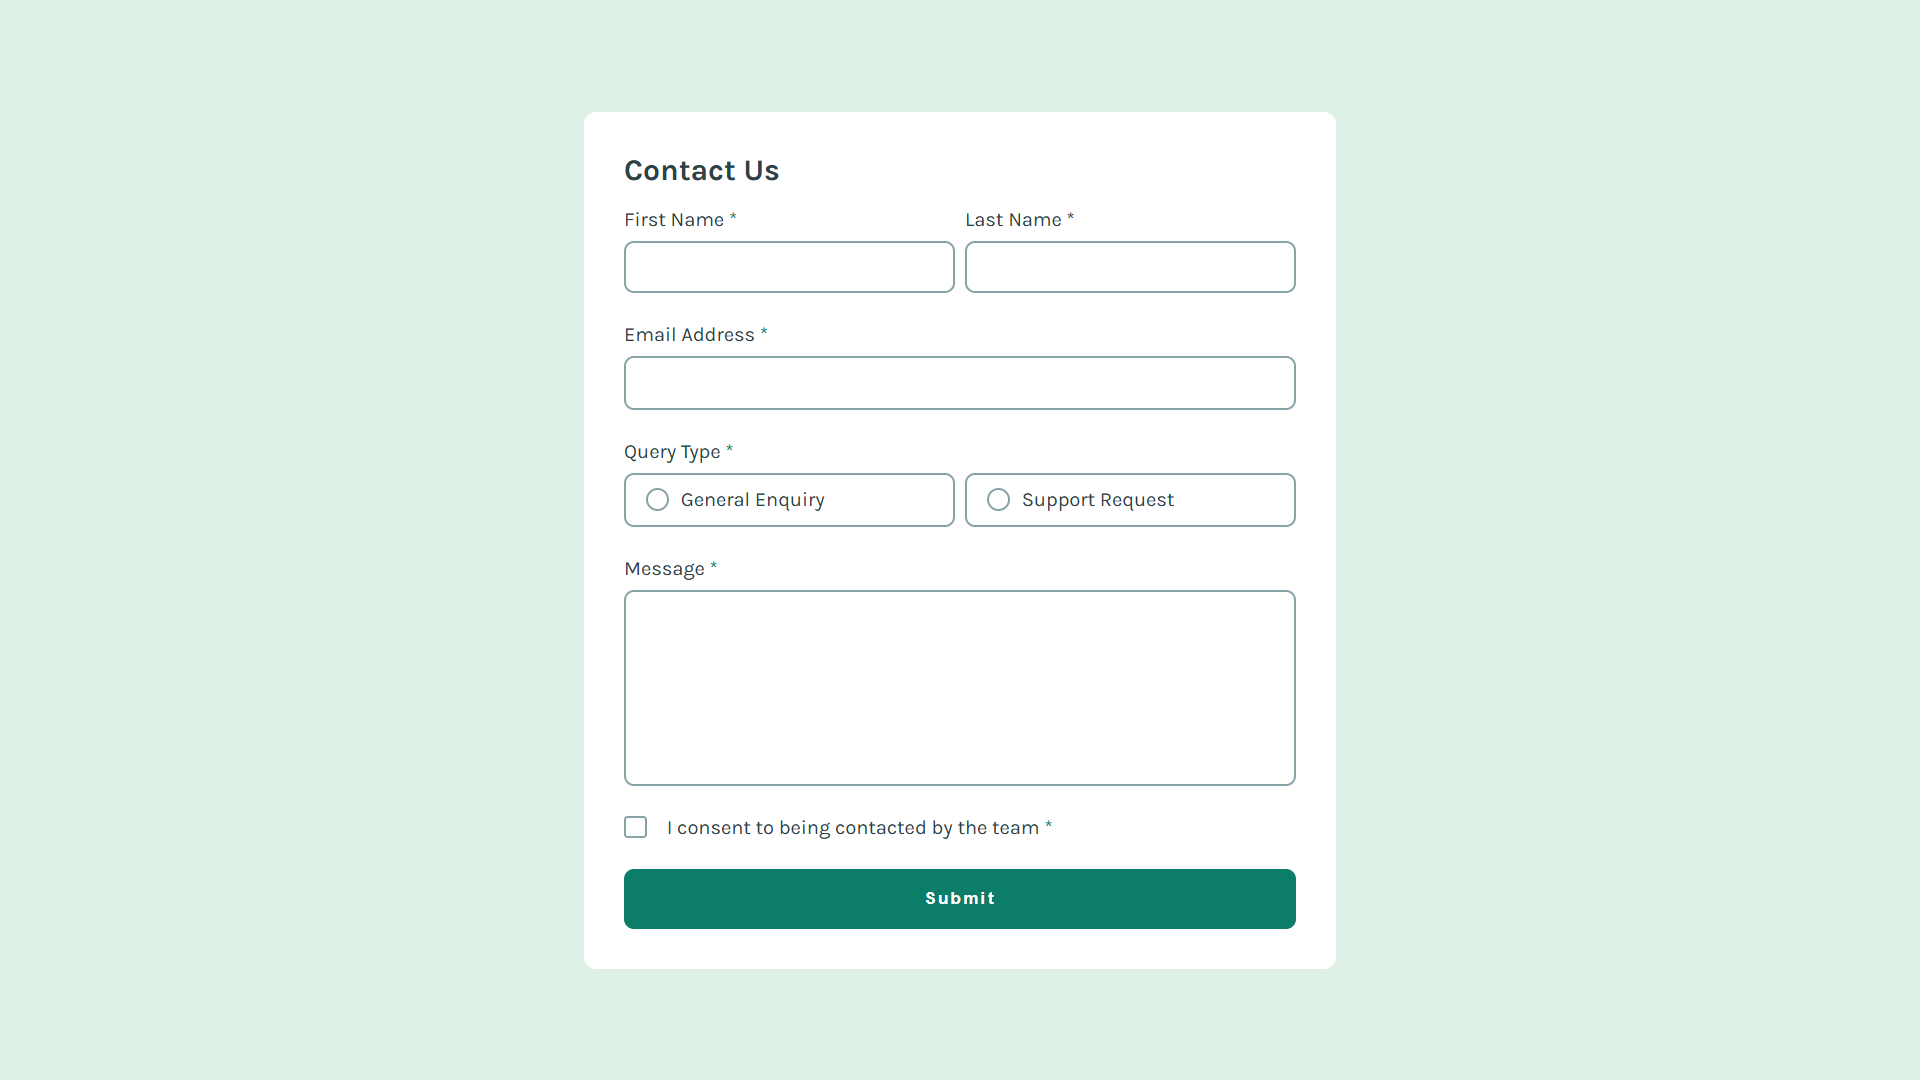 Contact Us
First Name *
Last Name *
Email Address *
Query Type *
General Enquiry
Support Request
Message *
I consent to being contacted by the team *
Submit